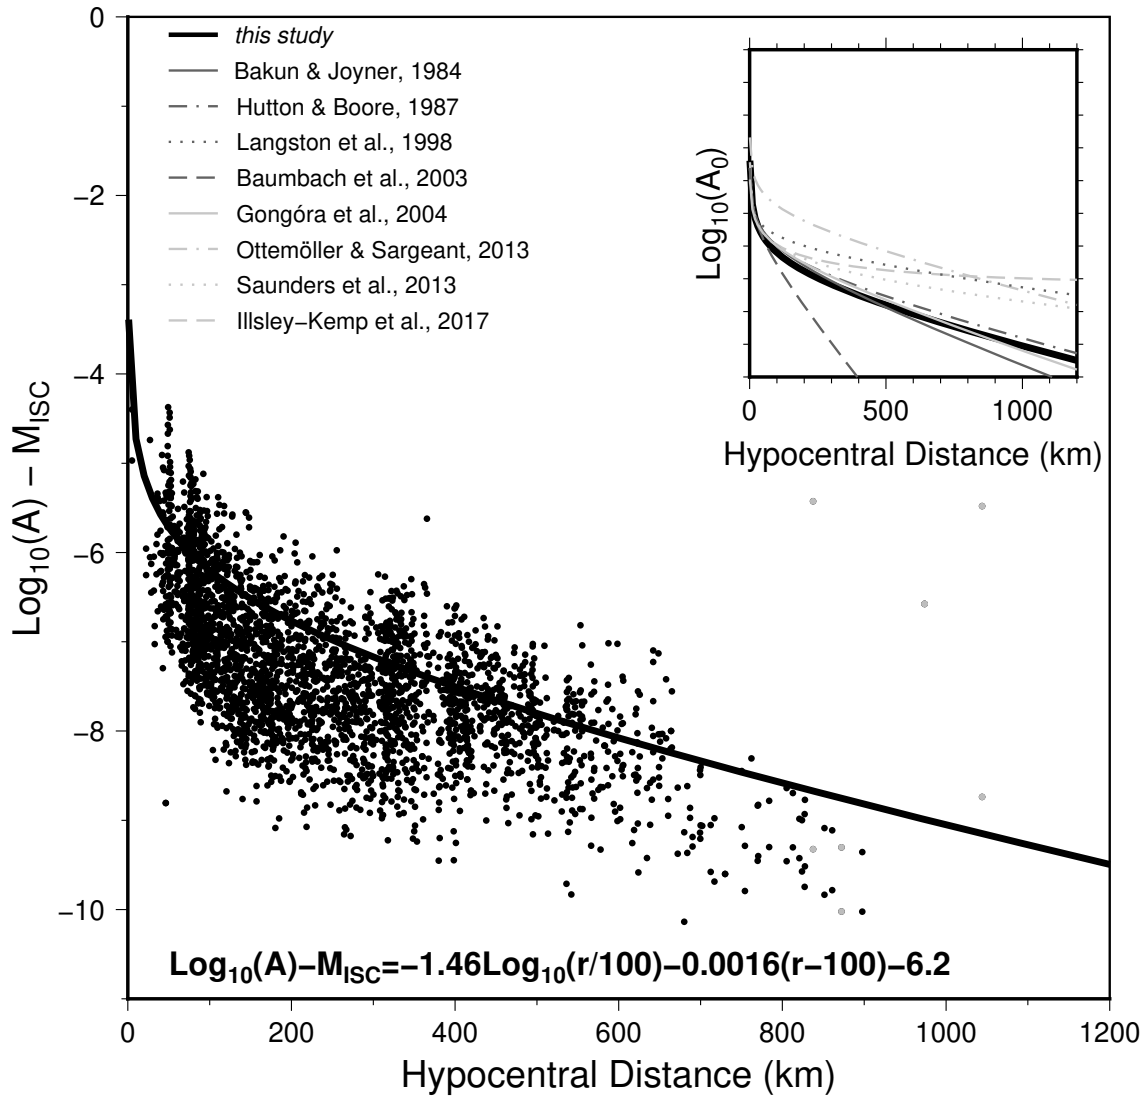 0
−2
−4
−6
−8
−10
Log10(A) − MISC
this study
Bakun & Joyner, 1984
Hutton & Boore, 1987
Langston et al., 1998
Baumbach et al., 2003
Gongóra et al., 2004
Ottemöller & Sargeant, 2013
Saunders et al., 2013
Illsley−Kemp et al., 2017
Log10(A0)
0 500 1000
Hypocentral Distance (km)
Log10(A)−MISC=−1.46Log10(r/100)−0.0016(r−100)−6.2
0 200 400 600 800 1000 1200
Hypocentral Distance (km)